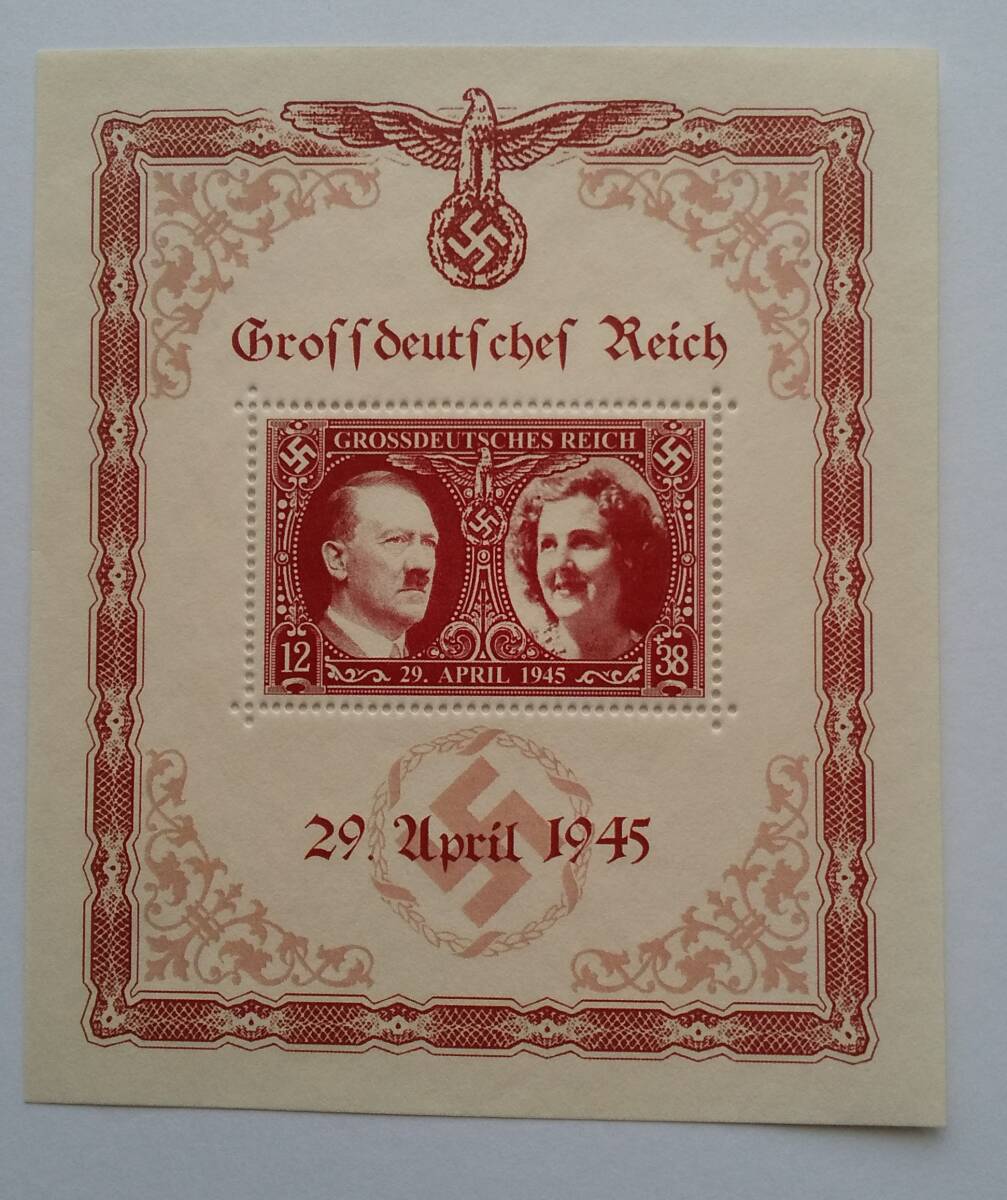 Groſſdeutſcheſ Reich
GROSSDEUTSCHES REICH
12 +38
29. APRIL 1945
29. April 1945